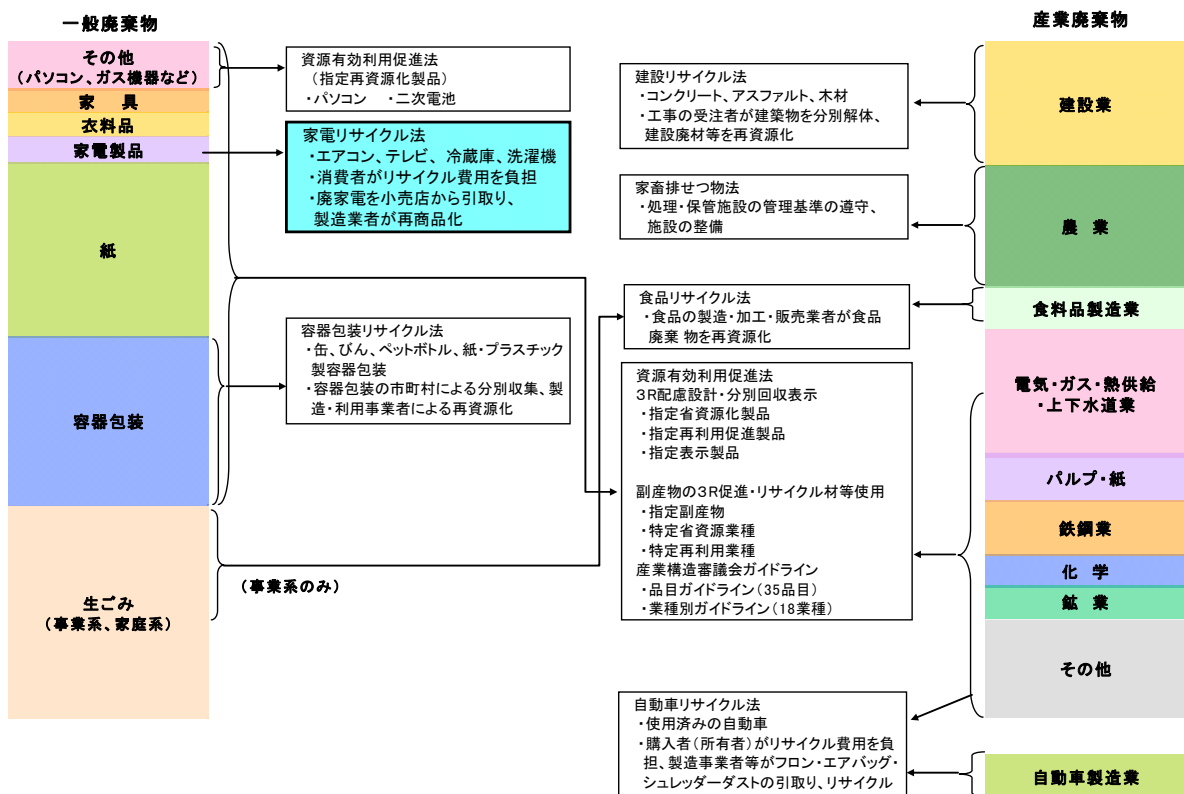 一般廃棄物
その他
(パソコン、ガス機器など)
家 具
衣料品
家電製品
紙
容器包装
生ごみ
(事業系、家庭系)
資源有効利用促進法
(指定再資源化製品)
・パソコン ・二次電池
家電リサイクル法
・エアコン、テレビ、冷蔵庫、洗濯機
・消費者がリサイクル費用を負担
・廃家電を小売店から引取り、
製造業者が再商品化
容器包装リサイクル法
・缶、びん、ペットボトル、紙・プラスチック
製容器包装
・容器包装の市町村による分別収集、製
造・利用事業者による再資源化
(事業系のみ)
建設リサイクル法
・コンクリート、アスファルト、木材
・工事の受注者が建築物を分別解体、
建設廃材等を再資源化
家畜排せつ物法
・処理・保管施設の管理基準の遵守、
施設の整備
食品リサイクル法
・食品の製造・加工・販売業者が食品
廃棄 物を再資源化
資源有効利用促進法
3R配慮設計・分別回収表示
・指定省資源化製品
・指定再利用促進製品
・指定表示製品
副産物の3R促進・リサイクル材等使用
・指定副産物
・特定省資源業種
・特定再利用業種
産業構造審議会ガイドライン
・品目ガイドライン(35品目)
・業種別ガイドライン(18業種)
自動車リサイクル法
・使用済みの自動車
・購入者(所有者)がリサイクル費用を負
担、製造事業者等がフロン・エアバッグ・
シュレッダーダストの引取り、リサイクル
産業廃棄物
建設業
農 業
食料品製造業
電気・ガス・熱供給
・上下水道業
パルプ・紙
鉄鋼業
化 学
鉱 業
その他
自動車製造業